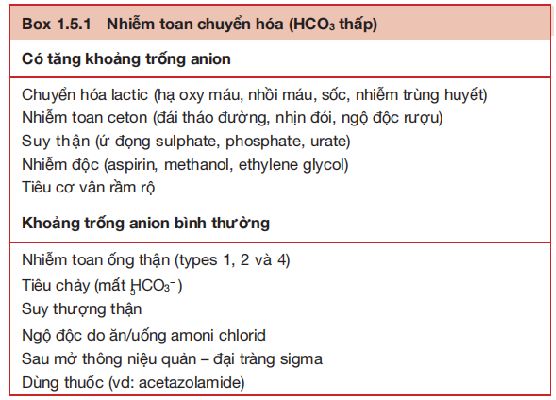 Box 1.5.1 Nhiễm toan chuyển hóa (HCO₃ thấp)
Có tăng khoảng trống anion
Chuyển hóa lactic (hạ oxy máu, nhồi máu, sốc, nhiễm trùng huyết)
Nhiễm toan ceton (đái tháo đường, nhịn đói, ngộ độc rượu)
Suy thận (ứ đọng sulphate, phosphate, urate)
Nhiễm độc (aspirin, methanol, ethylene glycol)
Tiêu cơ vân rầm rộ
Khoảng trống anion bình thường
Nhiễm toan ống thận (types 1, 2 và 4)
Tiêu chảy (mất HCO₃⁻)
Suy thượng thận
Ngộ độc do ăn/uống amoni chlorid
Sau mở thông niệu quản – đại tràng sigma
Dùng thuốc (vd: acetazolamide)